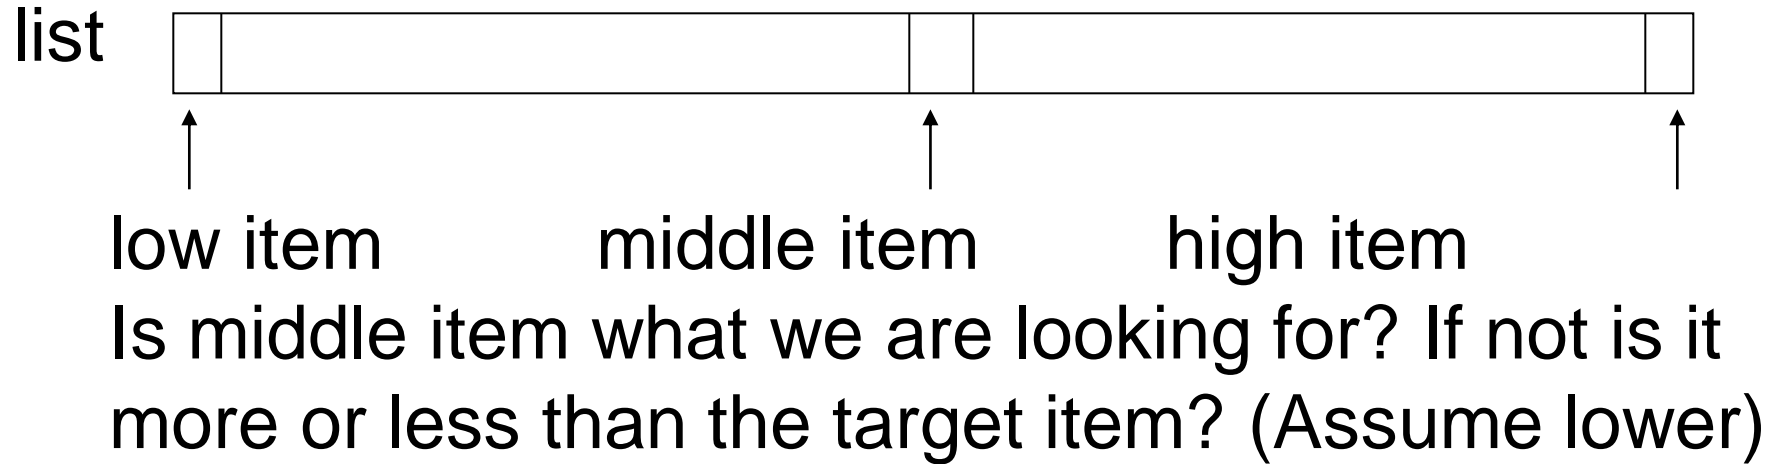 list
low item middle item high item
Is middle item what we are looking for? If not is it
more or less than the target item? (Assume lower)